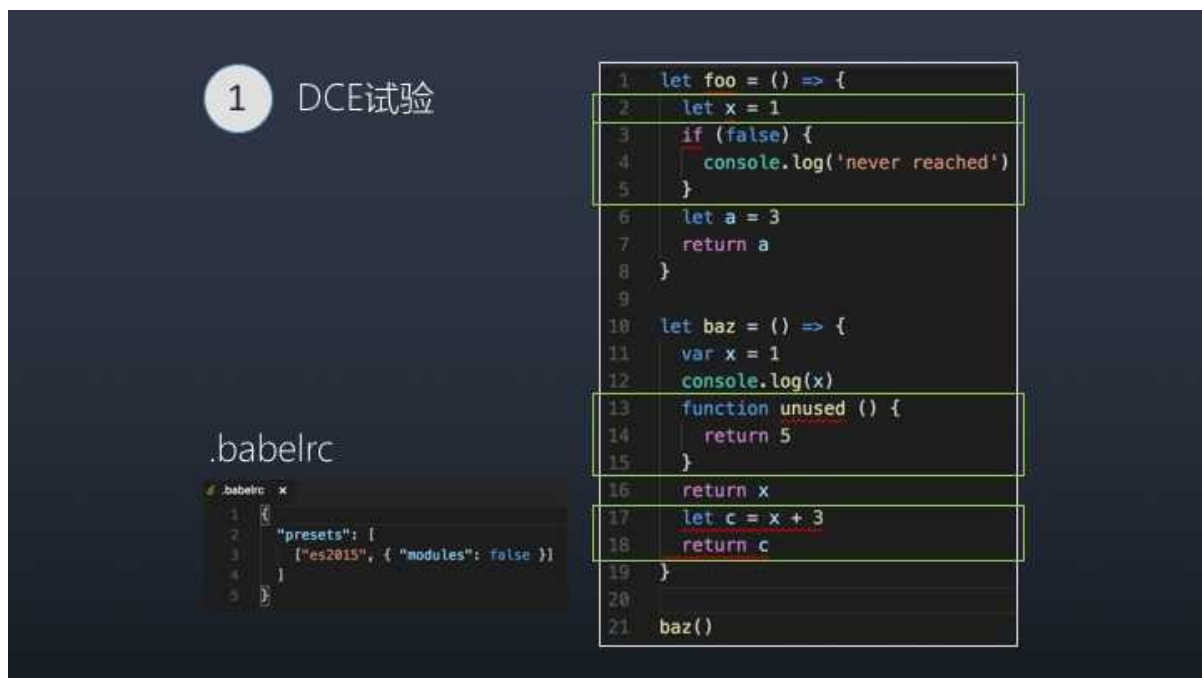 1 DCE试验
1 let foo = () => {
2 let x = 1
3 if (false) {
4 console.log('never reached')
5 }
6 let a = 3
7 return a
8 }
9
10 let baz = () => {
11 var x = 1
12 console.log(x)
13 function unused () {
14 return 5
15 }
16 return x
17 let c = x + 3
18 return c
19 }
20
21 baz()
.babelrc
.babelrc ×
1 {
2 "presets": [
3 ["es2015", { "modules": false }]
4 ]
5 }